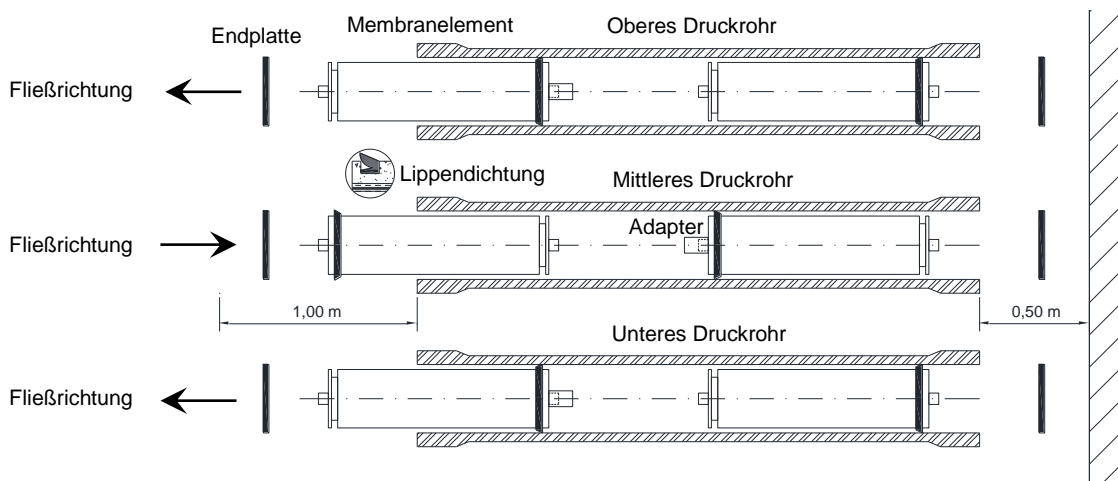 Membranelement
Oberes Druckrohr
Endplatte
Fließrichtung
Lippendichtung
Mittleres Druckrohr
Adapter
Fließrichtung
1,00 m
0,50 m
Unteres Druckrohr
Fließrichtung